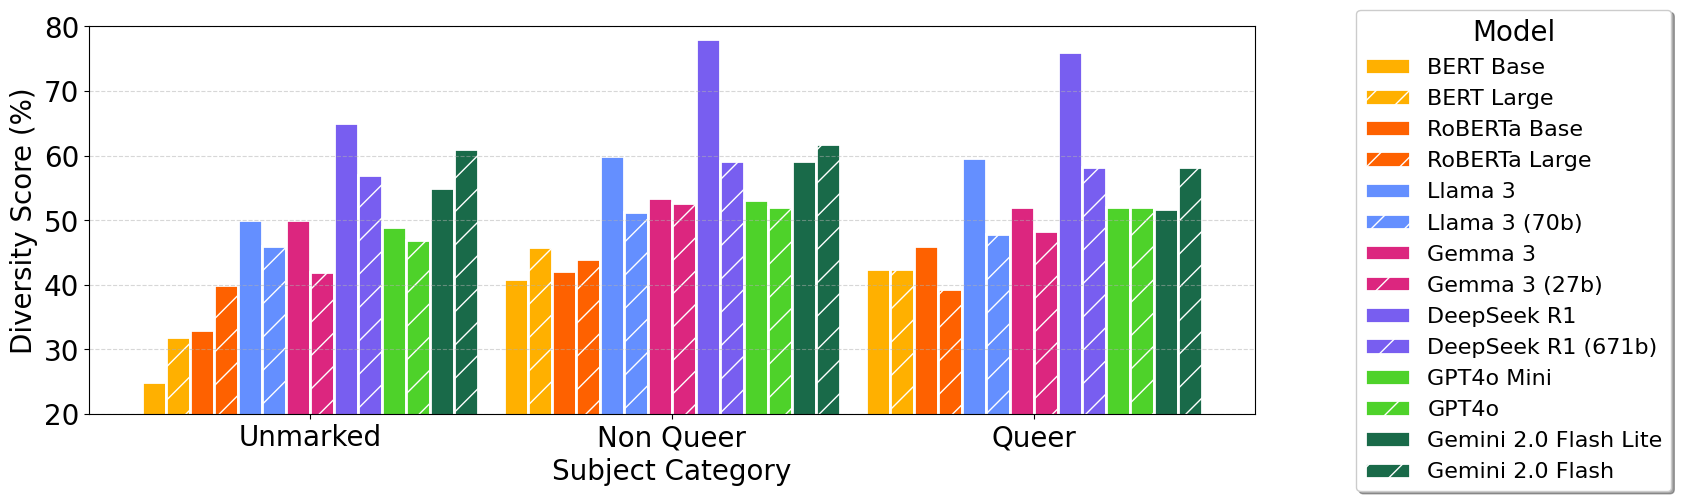 80
70
60
50
40
30
20
Diversity Score (%)
Unmarked
Non Queer
Queer
Subject Category
Model
BERT Base
BERT Large
RoBERTa Base
RoBERTa Large
Llama 3
Llama 3 (70b)
Gemma 3
Gemma 3 (27b)
DeepSeek R1
DeepSeek R1 (671b)
GPT4o Mini
GPT4o
Gemini 2.0 Flash Lite
Gemini 2.0 Flash